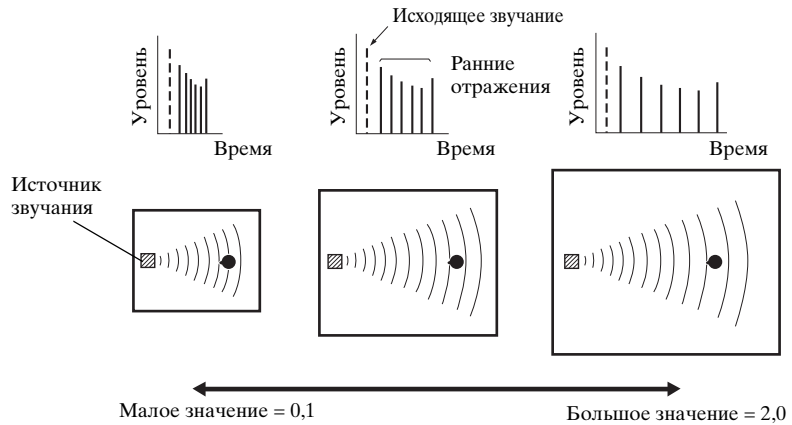 Исходящее звучание
Уровень
Время
Уровень
Ранние
отражения
Время
Уровень
Время
Источник
звучания
Малое значение = 0,1
Большое значение = 2,0